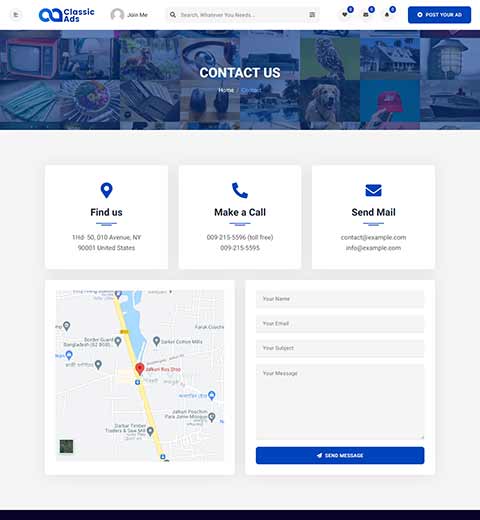 Classic
Ads
Join Me
Search, Whatever You Needs...
0
0
0
POST YOUR AD
CONTACT US
Home / Contact
Find us
1Hd- 50, 010 Avenue, NY
90001 United States
Make a Call
009-215-5596 (toll free)
009-215-5595
Send Mail
contact@example.com
info@example.com
Border Guard
Bangladesh (62 BGB)
Faruk Couchin
Sarker Cotton Mills
Jalkuri Bus Stop
Jalkuri Poschim
Para Jame Mosque
Darbar Timber
Traders & Saw Mill
Your Name
Your Email
Your Subject
Your Message
SEND MESSAGE